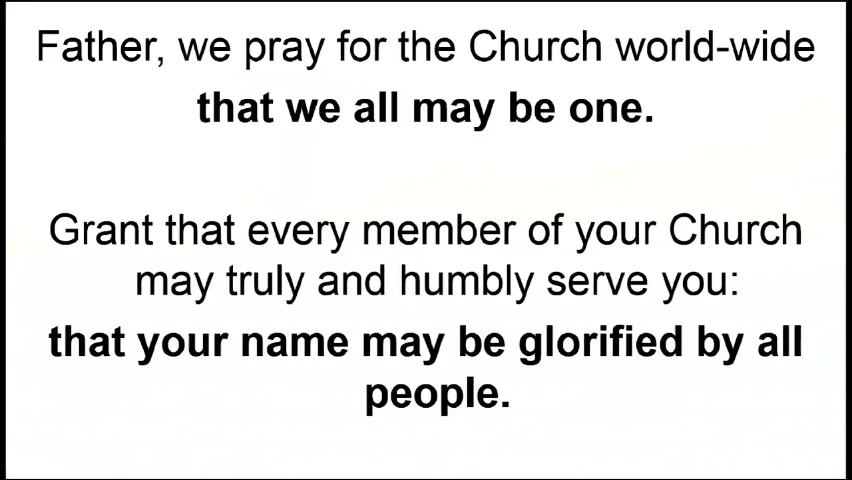 Father, we pray for the Church world-wide
that we all may be one.
Grant that every member of your Church
may truly and humbly serve you:
that your name may be glorified by all
people.